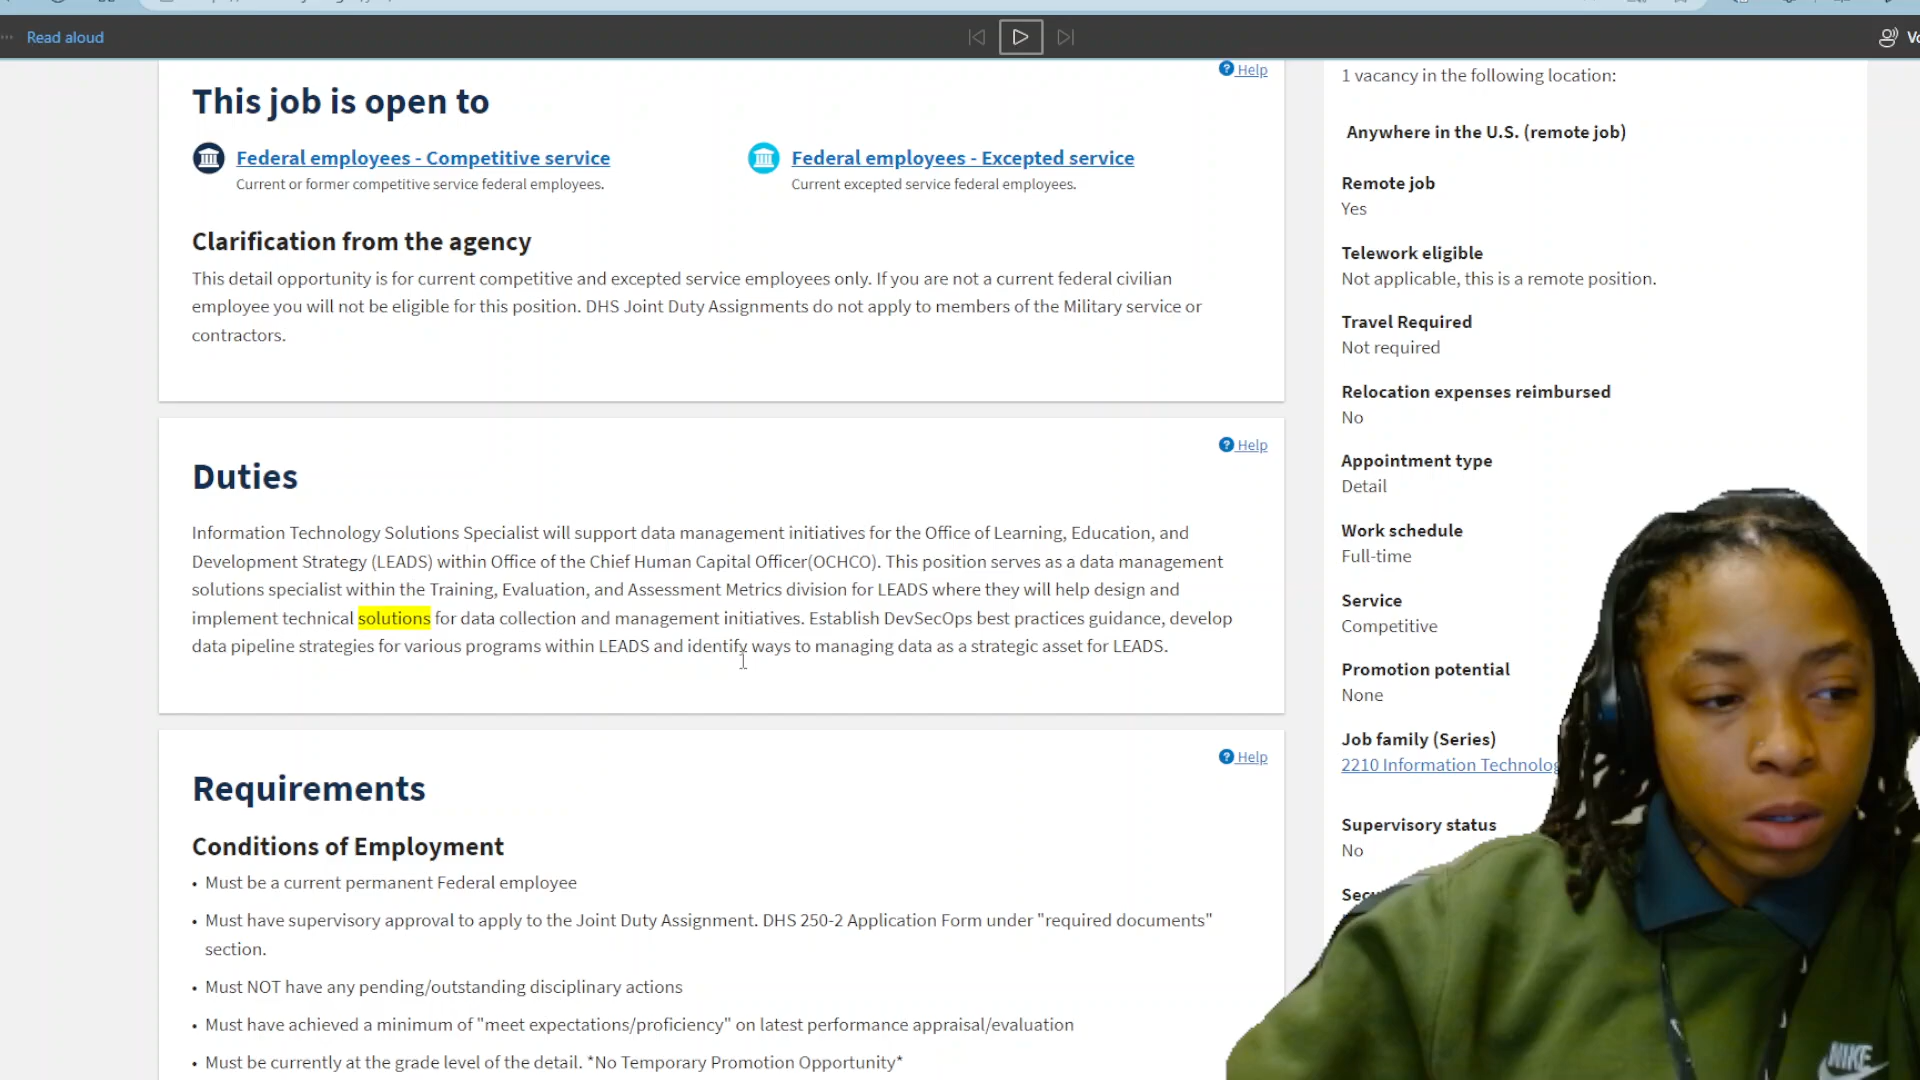 Read aloud
Help
This job is open to
Federal employees - Competitive service
Current or former competitive service federal employees.
Federal employees - Excepted service
Current excepted service federal employees.
Clarification from the agency
This detail opportunity is for current competitive and excepted service employees only. If you are not a current federal civilian
employee you will not be eligible for this position. DHS Joint Duty Assignments do not apply to members of the Military service or
contractors.
Help
Duties
Information Technology Solutions Specialist will support data management initiatives for the Office of Learning, Education, and
Development Strategy (LEADS) within Office of the Chief Human Capital Officer(OCHCO). This position serves as a data management
solutions specialist within the Training, Evaluation, and Assessment Metrics division for LEADS where they will help design and
implement technical solutions for data collection and management initiatives. Establish DevSecOps best practices guidance, develop
data pipeline strategies for various programs within LEADS and identify ways to managing data as a strategic asset for LEADS.
Help
Requirements
Conditions of Employment
• Must be a current permanent Federal employee
• Must have supervisory approval to apply to the Joint Duty Assignment. DHS 250-2 Application Form under "required documents"
section.
• Must NOT have any pending/outstanding disciplinary actions
• Must have achieved a minimum of "meet expectations/proficiency" on latest performance appraisal/evaluation
• Must be currently at the grade level of the detail. *No Temporary Promotion Opportunity*
1 vacancy in the following location:
Anywhere in the U.S. (remote job)
Remote job
Yes
Telework eligible
Not applicable, this is a remote position.
Travel Required
Not required
Relocation expenses reimbursed
No
Appointment type
Detail
Work schedule
Full-time
Service
Competitive
Promotion potential
None
Job family (Series)
2210 Information Technolog
Supervisory status
No
NIKE